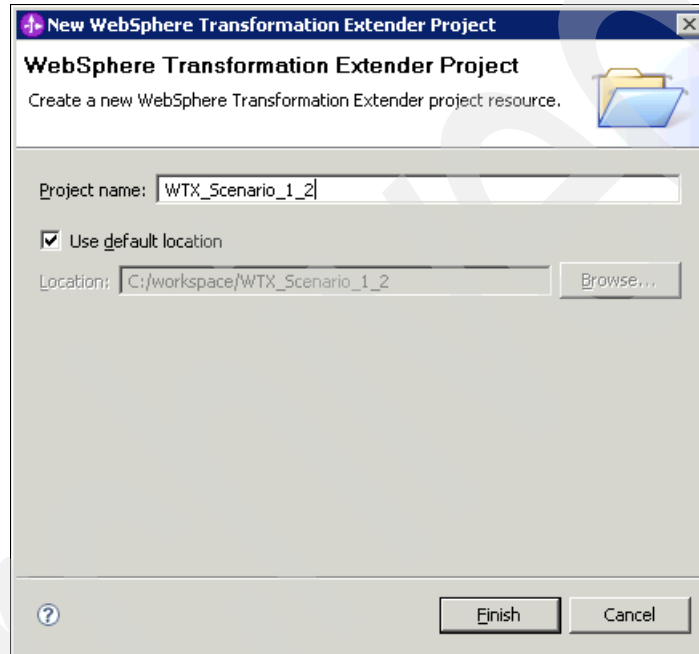 New WebSphere Transformation Extender Project
WebSphere Transformation Extender Project
Create a new WebSphere Transformation Extender project resource.
Project name: WTX_Scenario_1_2
Use default location
Location: C:/workspace/WTX_Scenario_1_2 Browse...
? Finish Cancel